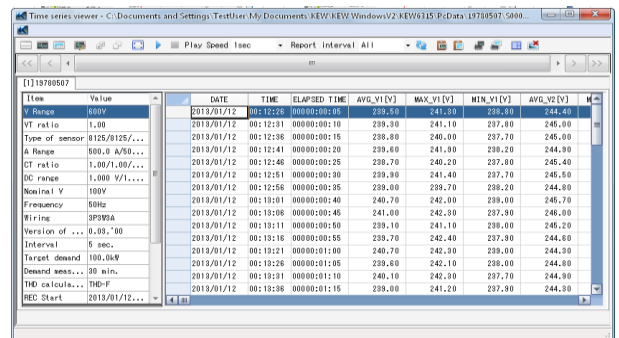 Time series viewer - C:\Documents and Settings\TestUser\My Documents\KEW\KEW WindowsV2\KEW6315\PcData\19780507\S000...
Play Speed 1sec Report interval All
[1]19780507
Item Value
V Range 600V
VT ratio 1.00
Type of sensor 8125/8125/...
A Range 500.0 A/50...
CT ratio 1.00/1.00/...
DC range 1.000 V/1....
Nominal V 100V
Frequency 50Hz
Wiring 3P3W3A
Version of ... 0.03.'00
Interval 5 sec.
Target demand 100.0kW
Demand meas... 30 min.
THD calcula... THD-F
REC Start 2013/01/12...
DATE TIME ELAPSED TIME AVG_V1[V] MAX_V1[V] MIN_V1[V] AVG_V2[V] M
2013/01/12 00:12:26 00000:00:05 239.50 241.30 238.80 244.40
2013/01/12 00:12:31 00000:00:10 239.30 241.10 237.80 245.00
2013/01/12 00:12:36 00000:00:15 238.80 240.00 237.70 245.00
2013/01/12 00:12:41 00000:00:20 239.60 241.90 238.20 244.90
2013/01/12 00:12:46 00000:00:25 238.70 240.20 237.80 245.40
2013/01/12 00:12:51 00000:00:30 239.90 241.40 237.70 245.50
2013/01/12 00:12:56 00000:00:35 239.00 239.70 238.20 244.80
2013/01/12 00:13:01 00000:00:40 240.70 242.00 239.00 245.70
2013/01/12 00:13:06 00000:00:45 241.00 242.30 237.90 246.00
2013/01/12 00:13:11 00000:00:50 239.10 241.10 238.00 245.20
2013/01/12 00:13:16 00000:00:55 239.70 242.40 237.90 244.60
2013/01/12 00:13:21 00000:01:00 240.70 242.30 239.00 244.30
2013/01/12 00:13:26 00000:01:05 239.60 242.10 238.00 244.80
2013/01/12 00:13:31 00000:01:10 240.10 242.30 237.70 244.90
2013/01/12 00:13:36 00000:01:15 239.00 241.20 237.90 244.30